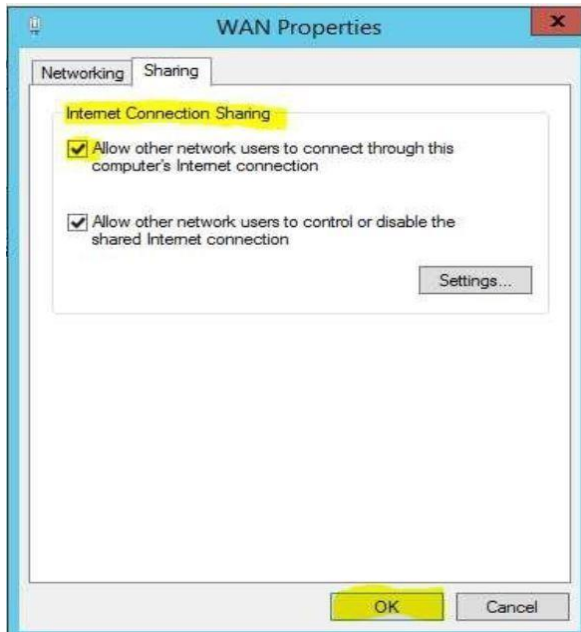 WAN Properties
x
Networking
Sharing
Internet Connection Sharing
Allow other network users to connect through this
computer's Internet connection
Allow other network users to control or disable the
shared Internet connection
Settings...
OK
Cancel